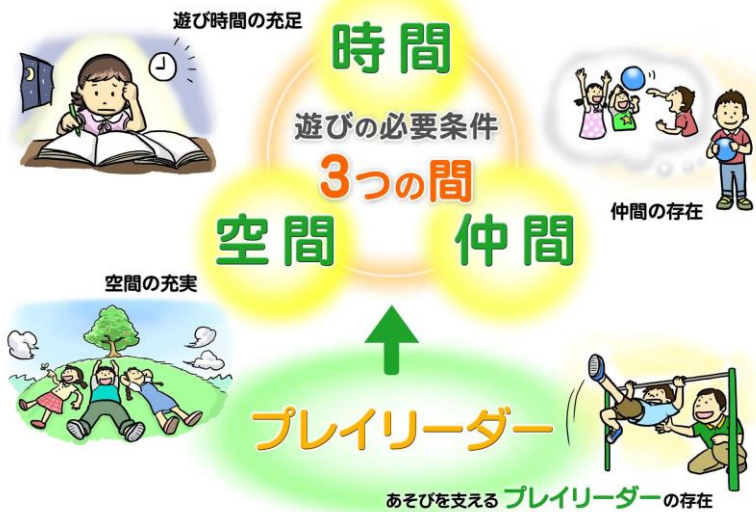 遊び時間の充足
時間
遊びの必要条件
3つの間
仲間の存在
空間
仲間
空間の充実
プレイリーダー
あそびを支えるプレイリーダーの存在